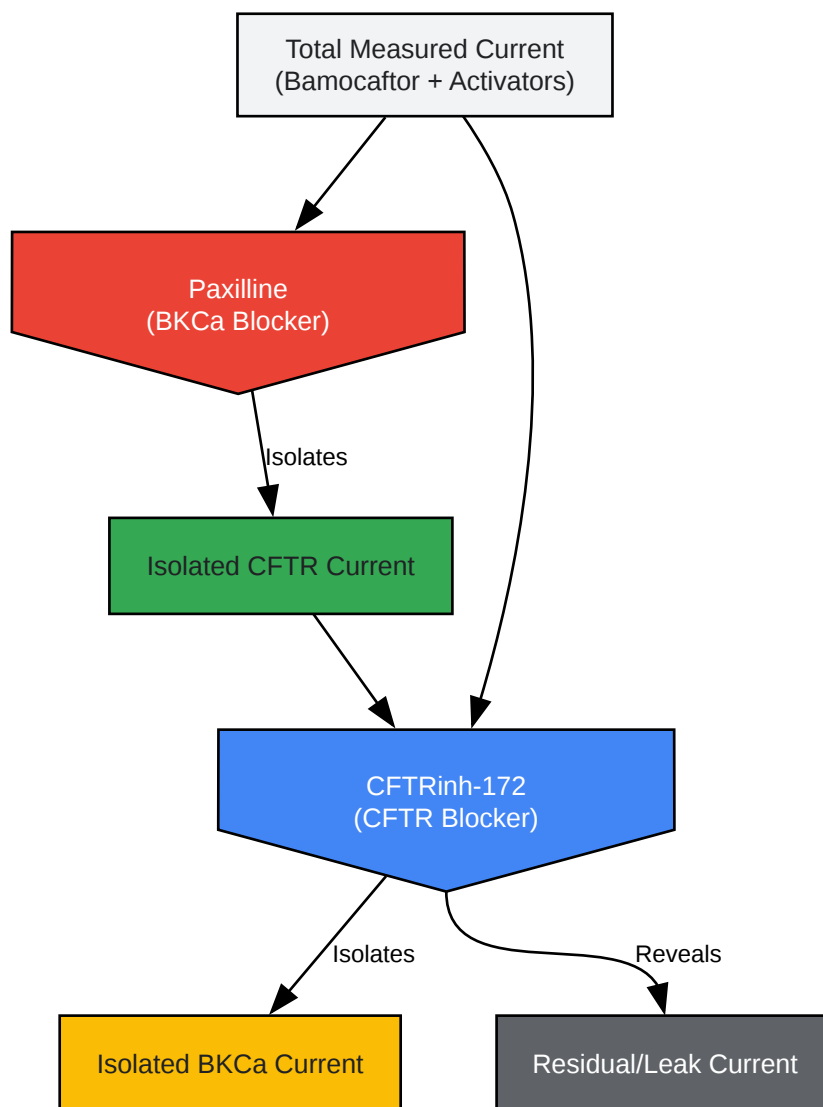 Total Measured Current
(Bamocaftor + Activators)
Paxilline
(BKCa Blocker)
Isolates
Isolated CFTR Current
CFTRinh-172
(CFTR Blocker)
Isolates
Reveals
Isolated BKCa Current
Residual/Leak Current